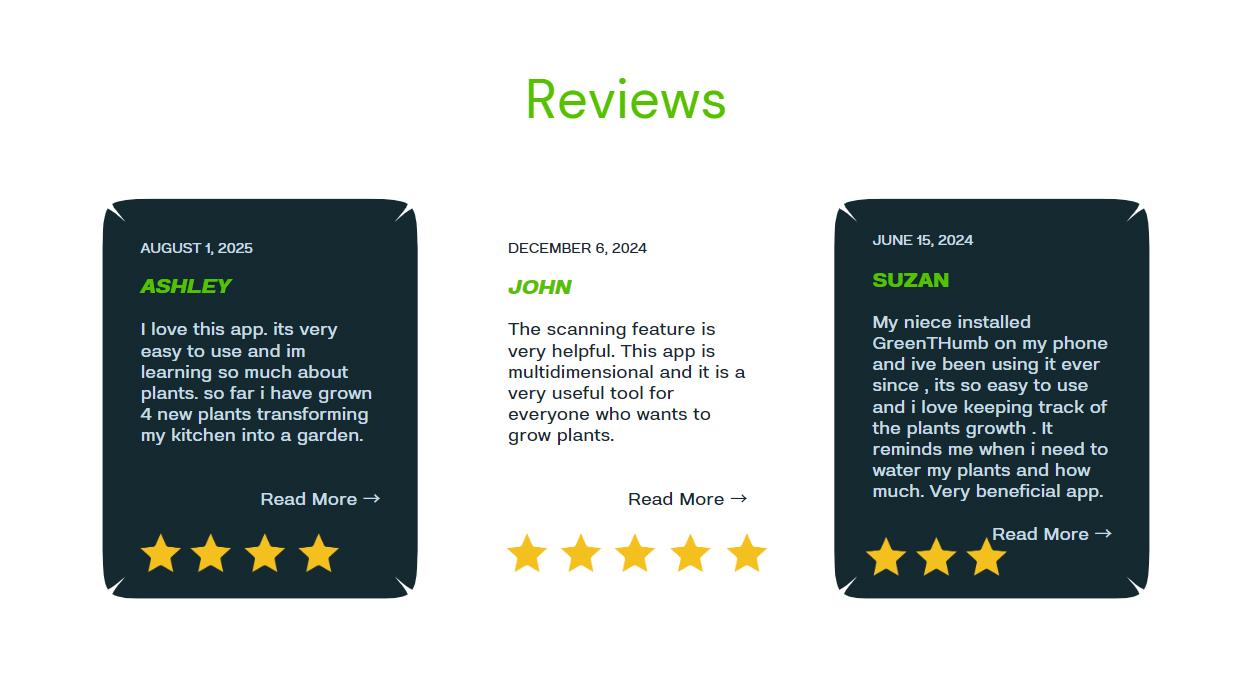 Reviews
AUGUST 1, 2025
ASHLEY
I love this app. its very
easy to use and im
learning so much about
plants. so far i have grown
4 new plants transforming
my kitchen into a garden.
Read More →
DECEMBER 6, 2024
JOHN
The scanning feature is
very helpful. This app is
multidimensional and it is a
very useful tool for
everyone who wants to
grow plants.
Read More →
JUNE 15, 2024
SUZAN
My niece installed
GreenTHumb on my phone
and ive been using it ever
since , its so easy to use
and i love keeping track of
the plants growth . It
reminds me when i need to
water my plants and how
much. Very beneficial app.
Read More →